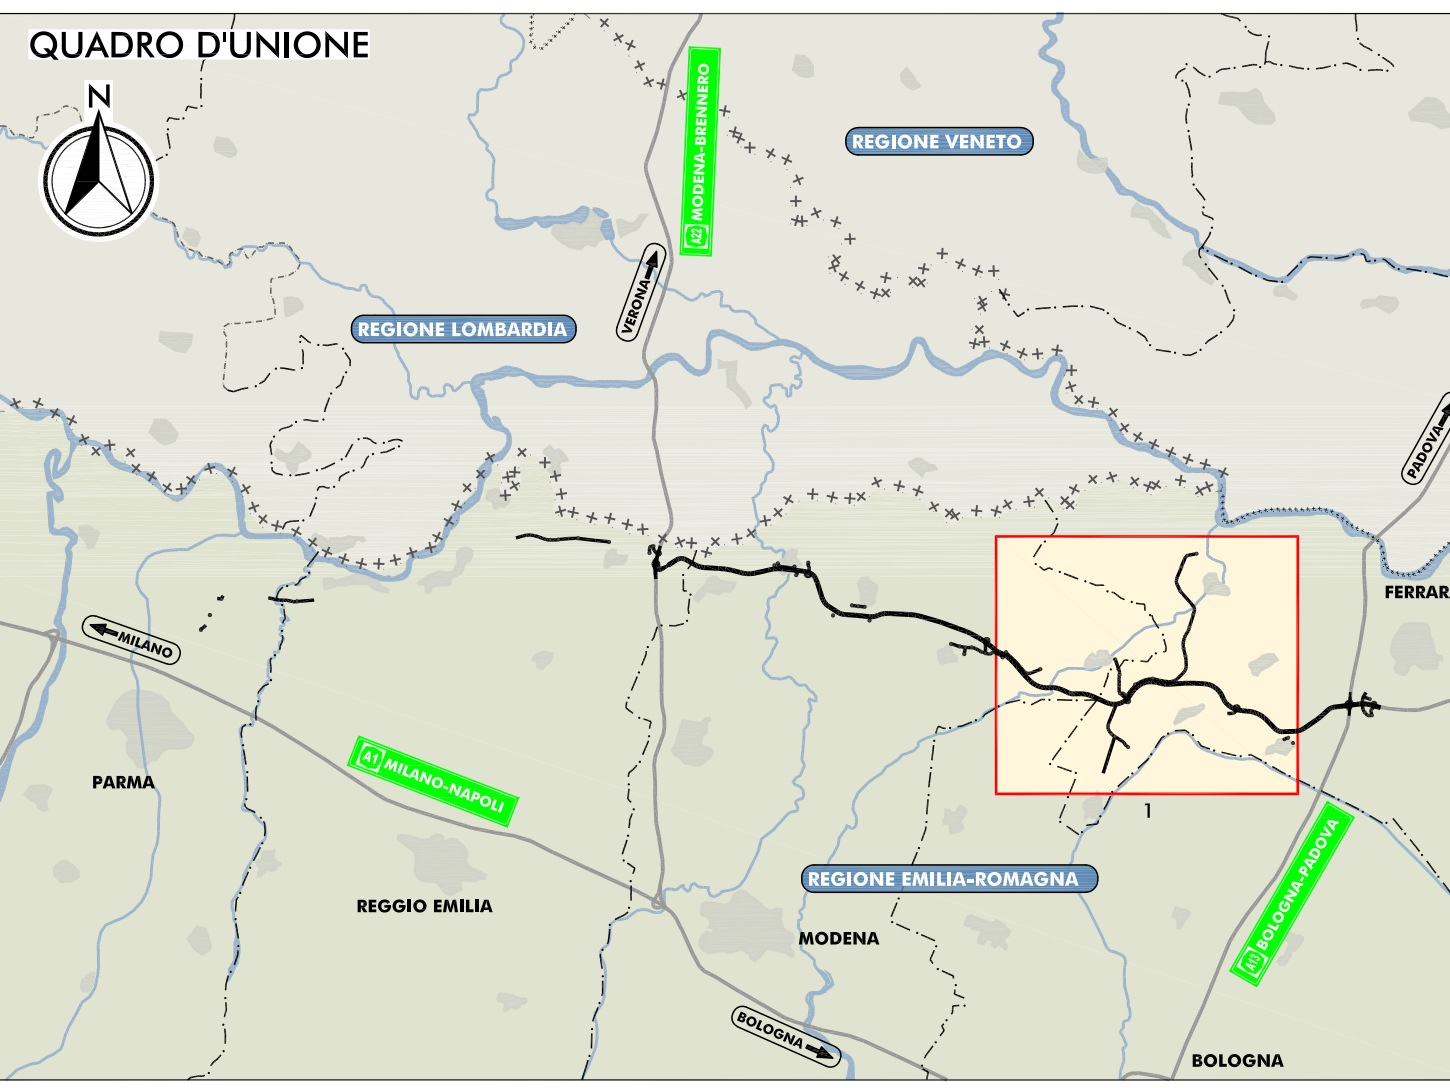 QUADRO D'UNIONE
N
A22 MODENA-BRENNERO
REGIONE VENETO
VERONA
REGIONE LOMBARDIA
PADOVA
FERRAR
MILANO
PARMA
A1 MILANO-NAPOLI
1
REGIONE EMILIA-ROMAGNA
A13 BOLOGNA-PADOVA
REGGIO EMILIA
MODENA
BOLOGNA
BOLOGNA